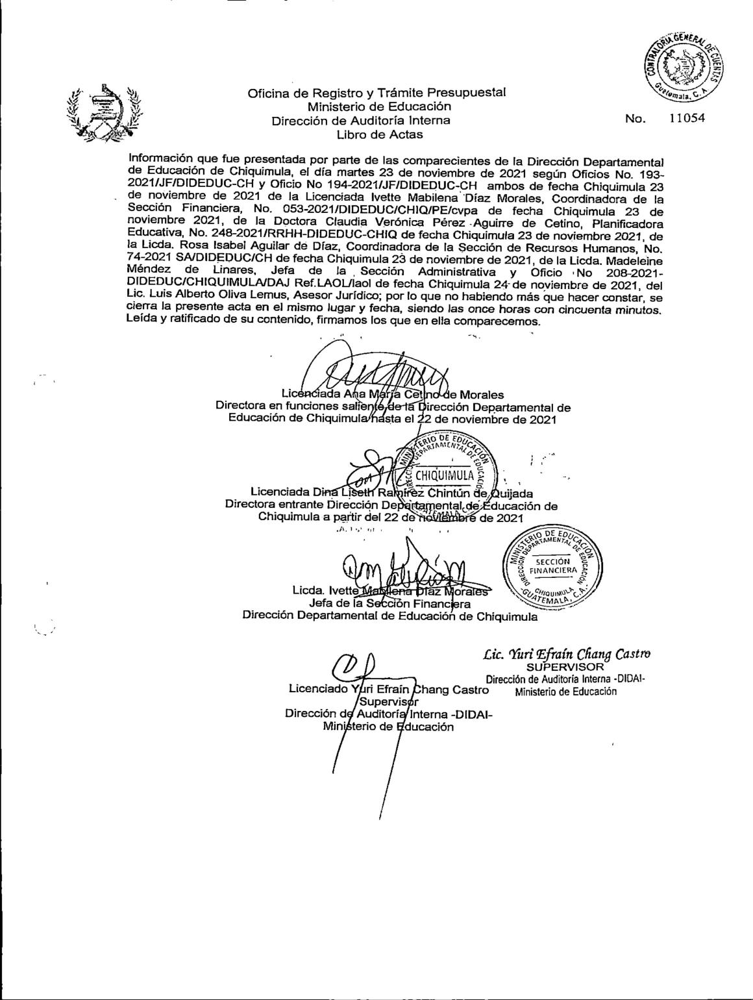 CONTRALORÍA GENERAL DE CUENTAS
Guatemala, C.A
Oficina de Registro y Trámite Presupuestal
Ministerio de Educación
Dirección de Auditoría Interna
Libro de Actas
No. 11054
Información que fue presentada por parte de las comparecientes de la Dirección Departamental
de Educación de Chiquimula, el día martes 23 de noviembre de 2021 según Oficios No. 193-
2021/JF/DIDEDUC-CH y Oficio No 194-2021/JF/DIDEDUC-CH ambos de fecha Chiquimula 23
de noviembre de 2021 de la Licenciada Ivette Mabilena Díaz Morales, Coordinadora de la
Sección Financiera, No. 053-2021/DIDEDUC/CHIQ/PE/cvpa de fecha Chiquimula 23 de
noviembre 2021, de la Doctora Claudia Verónica Pérez Aguirre de Cetino, Planificadora
Educativa, No. 248-2021/RRHH-DIDEDUC-CHIQ de fecha Chiquimula 23 de noviembre 2021, de
la Licda. Rosa Isabel Aguilar de Díaz, Coordinadora de la Sección de Recursos Humanos, No.
74-2021 SA/DIDEDUC/CH de fecha Chiquimula 23 de noviembre de 2021, de la Licda. Madeleine
Méndez de Linares, Jefa de la Sección Administrativa y Oficio No 208-2021-
DIDEDUC/CHIQUIMULA/DAJ Ref.LAOL/laol de fecha Chiquimula 24 de noviembre de 2021, del
Lic. Luis Alberto Oliva Lemus, Asesor Jurídico; por lo que no habiendo más que hacer constar, se
cierra la presente acta en el mismo lugar y fecha, siendo las once horas con cincuenta minutos.
Leída y ratificado de su contenido, firmamos los que en ella comparecemos.
Licenciada Ana María Cetino de Morales
Directora en funciones saliente de la Dirección Departamental de
Educación de Chiquimula hasta el 22 de noviembre de 2021
MINISTERIO DE EDUCACIÓN
DIRECCIÓN DEPARTAMENTAL DE EDUCACIÓN
CHIQUIMULA
GUATEMALA, C.A.
Licenciada Dina Liseth Ramírez Chintún de Quijada
Directora entrante Dirección Departamental de Educación de
Chiquimula a partir del 22 de noviembre de 2021
MINISTERIO DE EDUCACIÓN
DIRECCIÓN DEPARTAMENTAL DE EDUCACIÓN
SECCIÓN
FINANCIERA
CHIQUIMULA
-GUATEMALA, C.A.-
Licda. Ivette Mabilena Díaz Morales
Jefa de la Sección Financiera
Dirección Departamental de Educación de Chiquimula
Lic. Yuri Efraín Chang Castro
SUPERVISOR
Dirección de Auditoría Interna -DIDAI-
Ministerio de Educación
Licenciado Yuri Efraín Chang Castro
Supervisor
Dirección de Auditoría Interna -DIDAI-
Ministerio de Educación